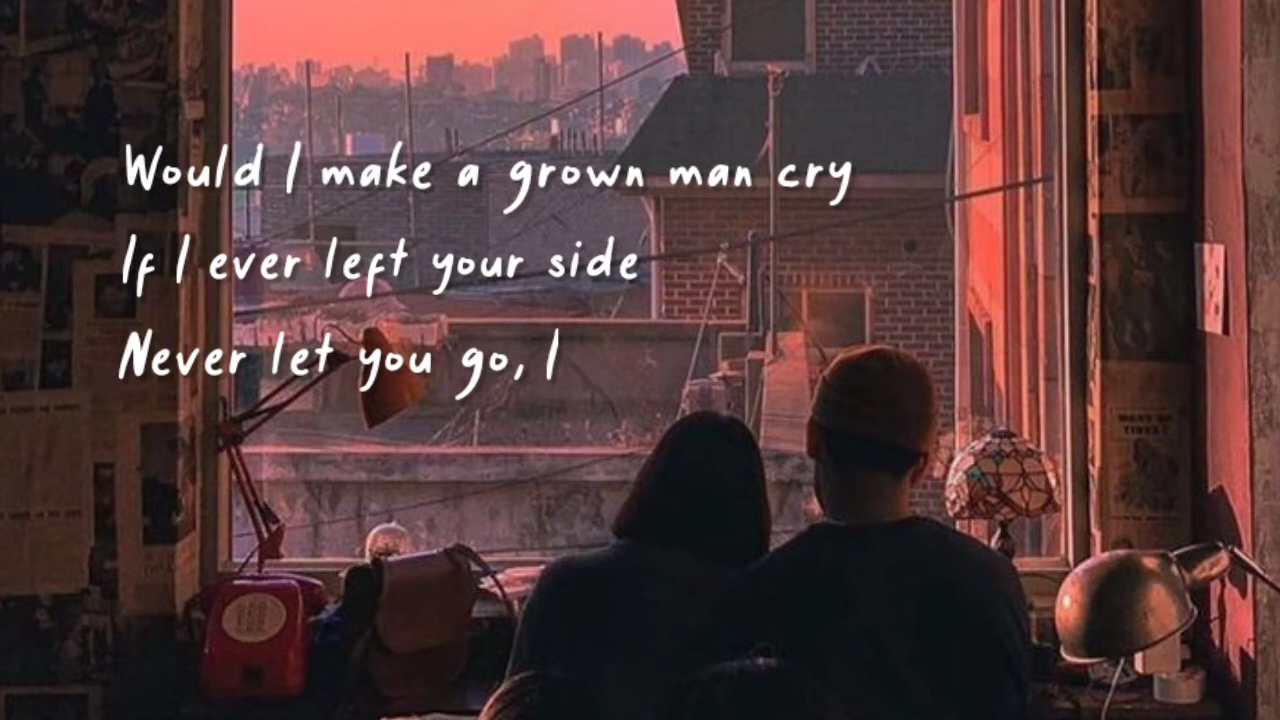 Would I make a grown man cry
If I ever left your side
Never let you go, I